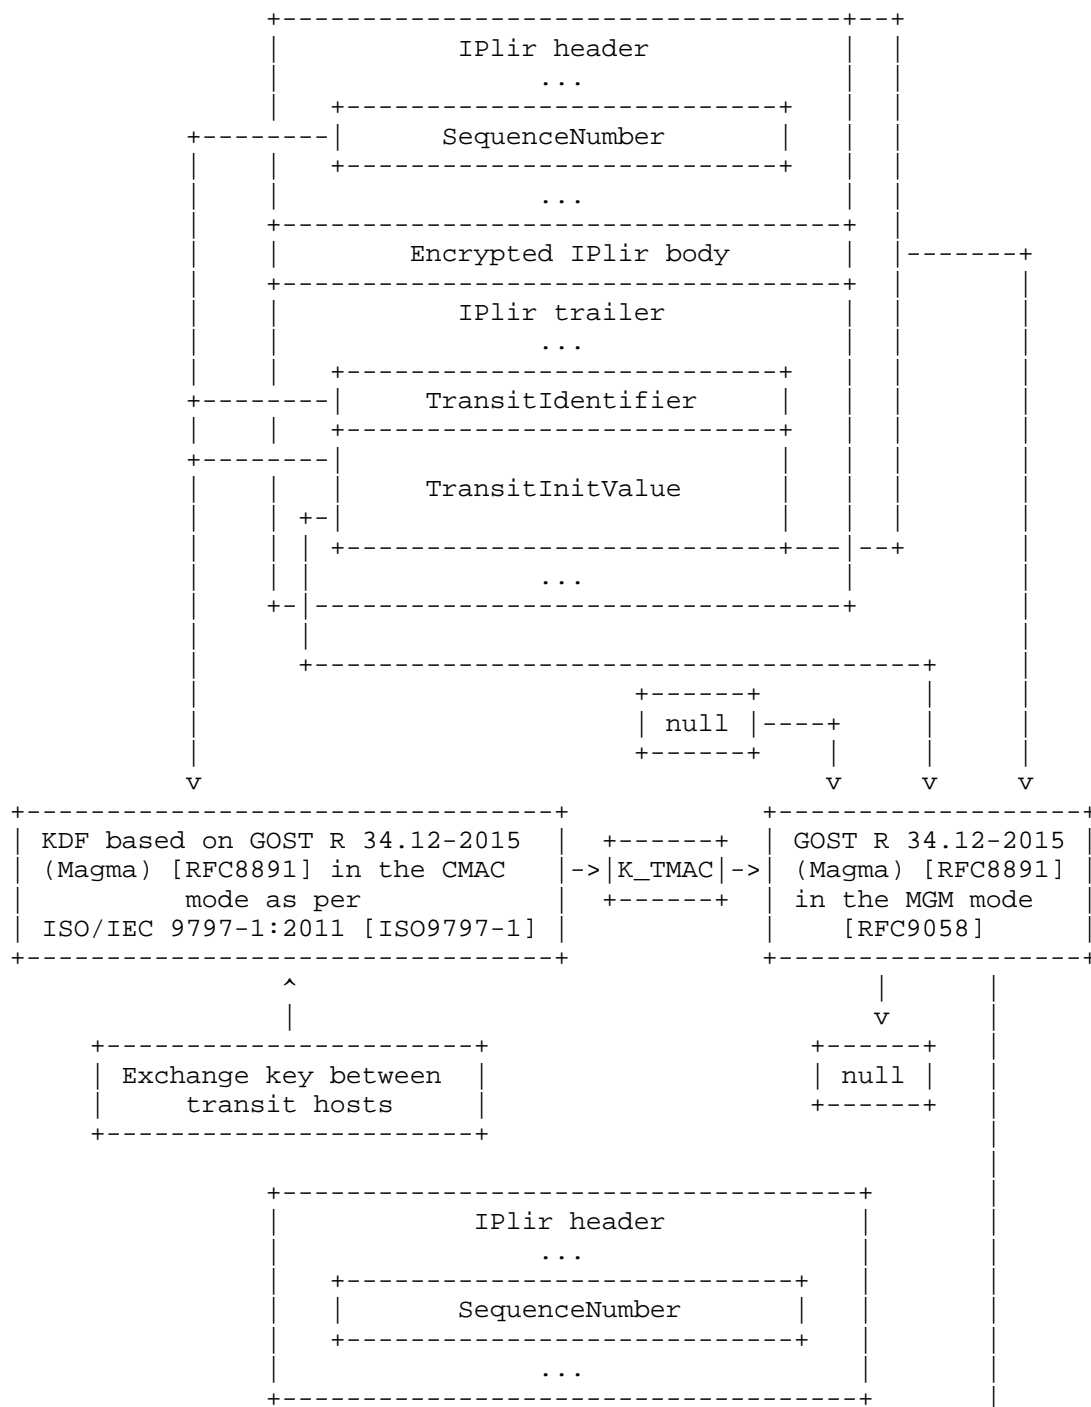 IPlir header
...
SequenceNumber
...
Encrypted IPlir body
IPlir trailer
...
TransitIdentifier
TransitInitValue
...
null
v v v v
KDF based on GOST R 34.12-2015 GOST R 34.12-2015
(Magma) [RFC8891] in the CMAC ->|K_TMAC|-> (Magma) [RFC8891]
mode as per in the MGM mode
ISO/IEC 9797-1:2011 [ISO9797-1] [RFC9058]
^
v
Exchange key between null
transit hosts
IPlir header
...
SequenceNumber
...